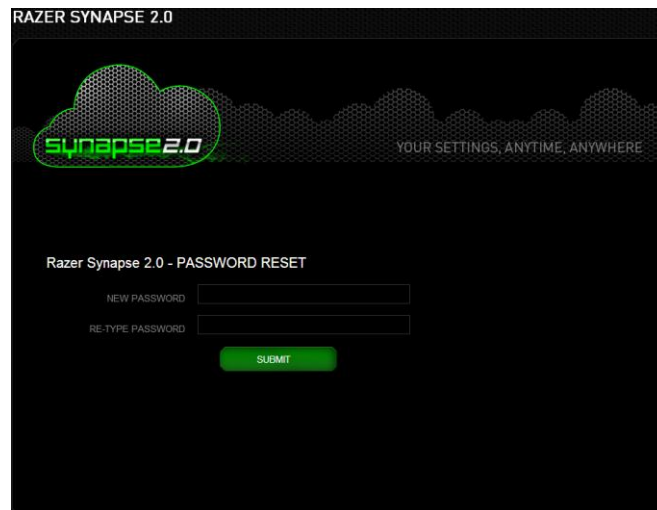 RAZER SYNAPSE 2.0
synapse2.0
YOUR SETTINGS, ANYTIME, ANYWHERE
Razer Synapse 2.0 - PASSWORD RESET
NEW PASSWORD
RE-TYPE PASSWORD
SUBMIT